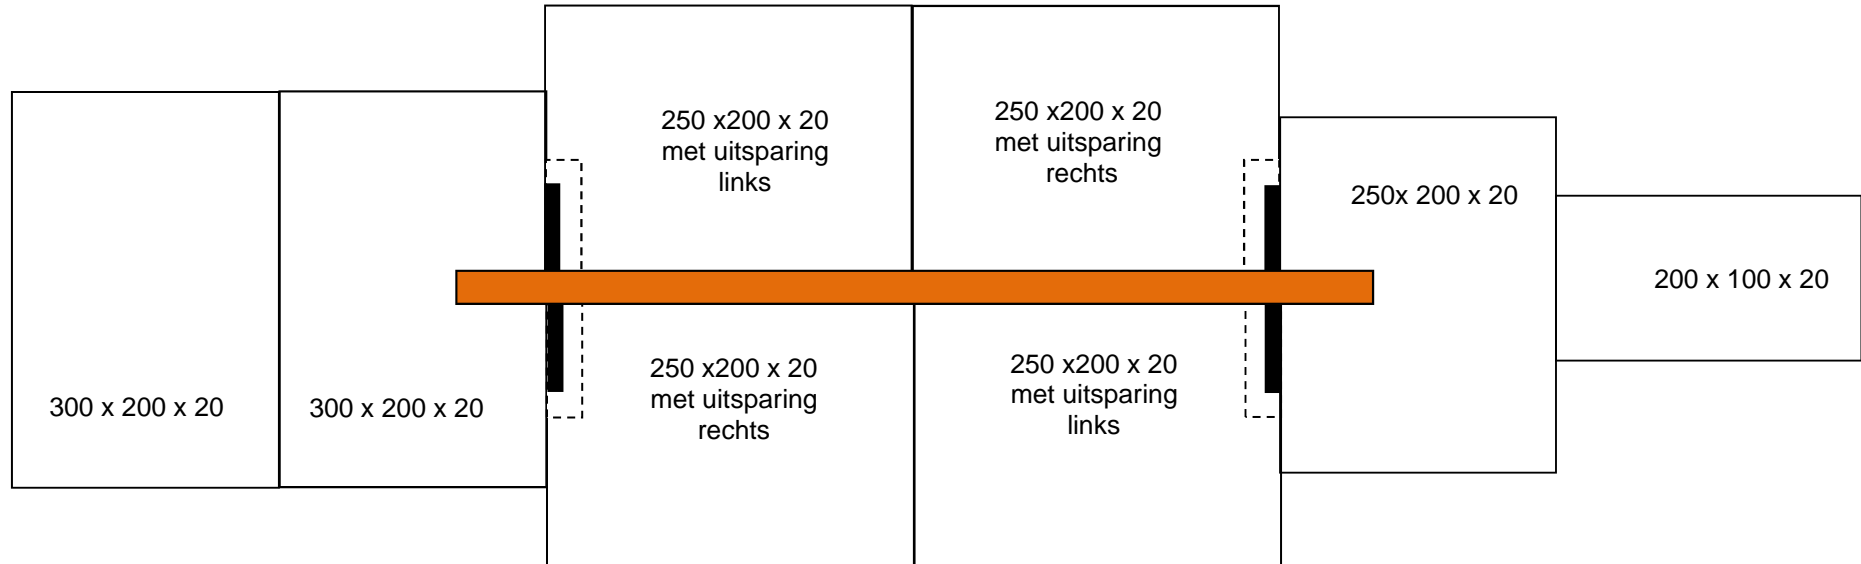 250 x200 x 20
met uitsparing
links
250 x200 x 20
met uitsparing
rechts
250x 200 x 20
200 x 100 x 20
300 x 200 x 20
300 x 200 x 20
250 x200 x 20
met uitsparing
rechts
250 x200 x 20
met uitsparing
links